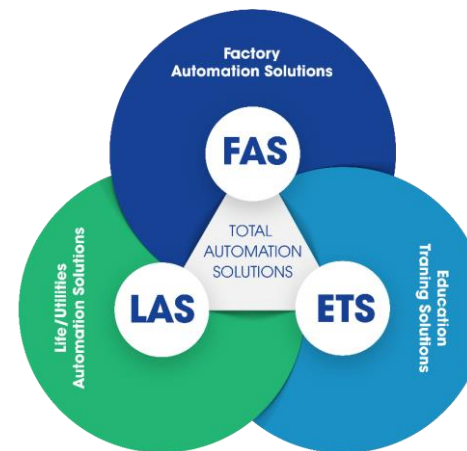 Factory
Automation Solutions
FAS
TOTAL
AUTOMATION
SOLUTIONS
Life/Utilities
Automation Solutions
LAS
ETS
Education
Traning Solutions